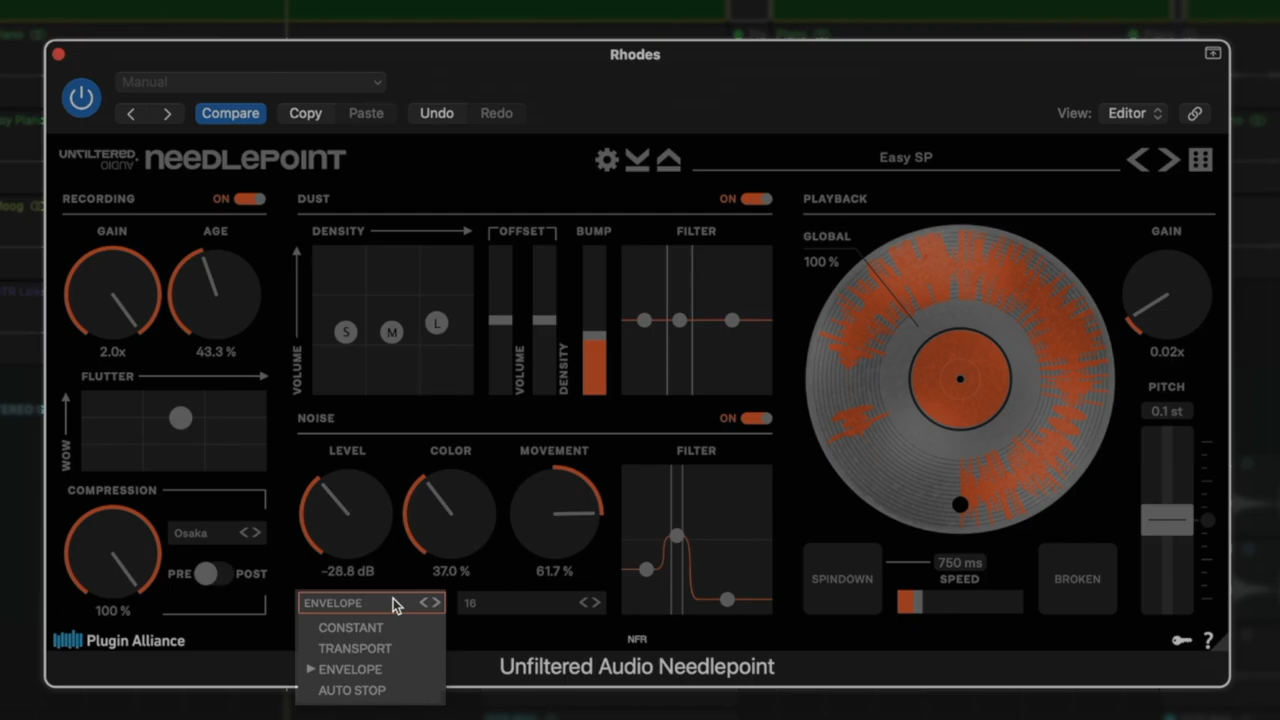 Rhodes
Manual
Compare Copy Paste Undo Redo View: Editor
UNFILTERED AUDIO NEEDLEPOINT
Easy SP
RECORDING ON
DUST ON
PLAYBACK
GAIN AGE
DENSITY OFFSET BUMP FILTER
GLOBAL
100 %
GAIN
S M L
VOLUME
VOLUME
DENSITY
2.0x 43.3 %
0.02x
FLUTTER
WOW
PITCH
0.1 st
NOISE ON
LEVEL COLOR MOVEMENT FILTER
COMPRESSION
Osaka
PRE POST
100 %
-28.8 dB 37.0 % 61.7 %
SPINDOWN
750 ms
SPEED
BROKEN
ENVELOPE 16
CONSTANT
TRANSPORT
ENVELOPE
AUTO STOP
Plugin Alliance
NFR
?
Unfiltered Audio Needlepoint